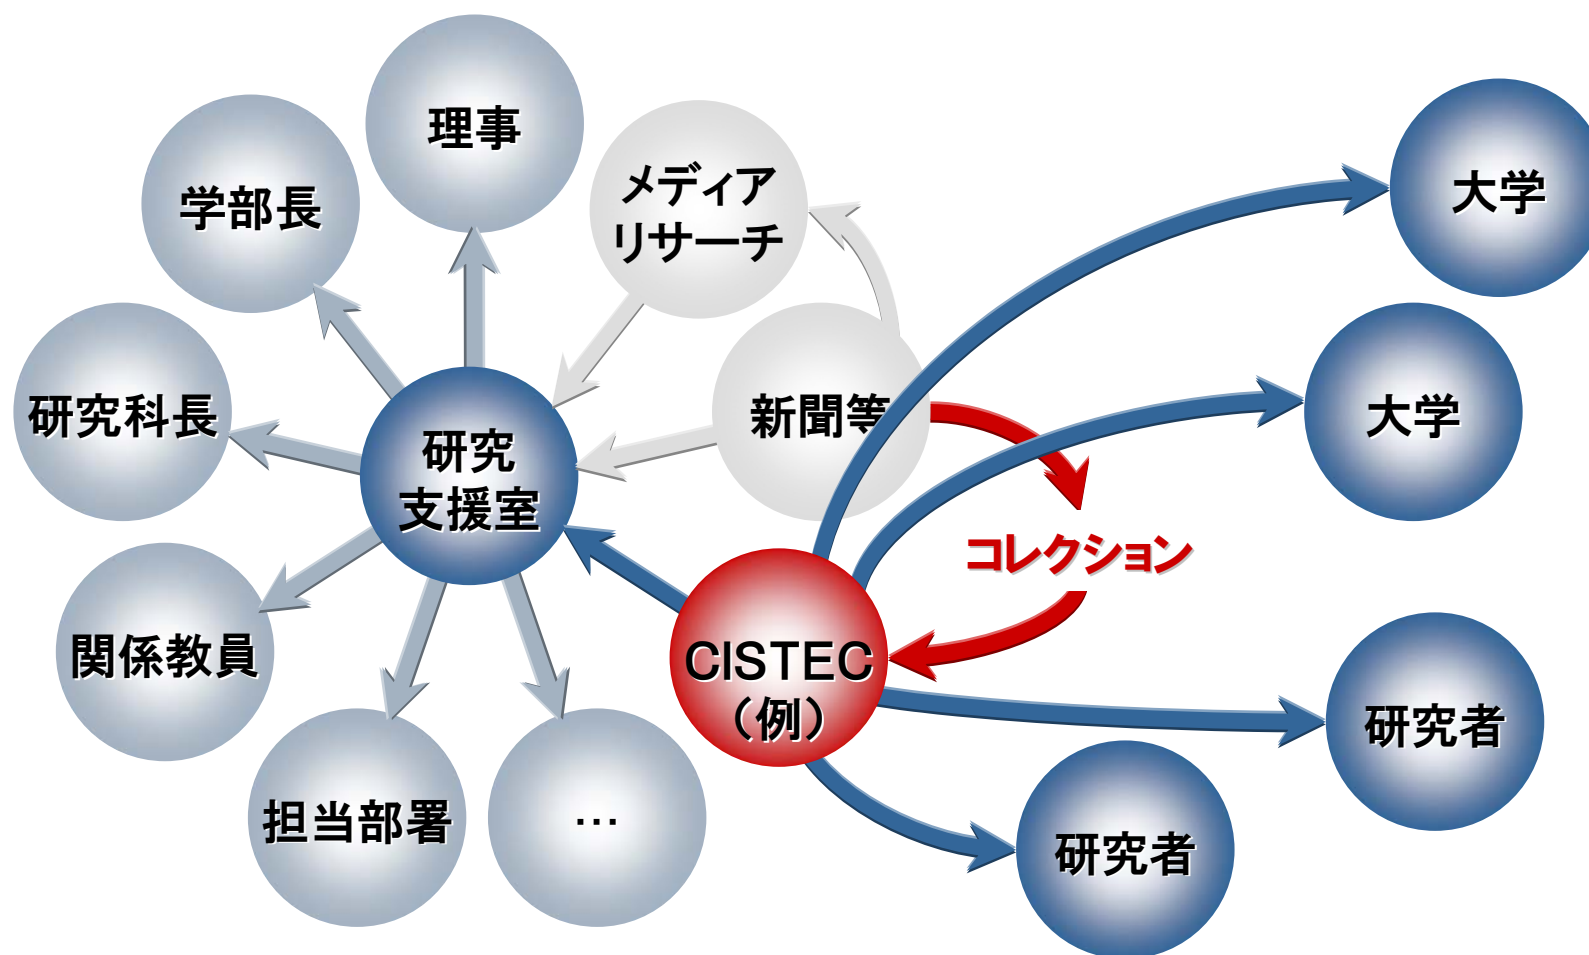 理事
メディア
リサーチ
学部長
大学
研究科長
新聞等
大学
研究
支援室
コレクション
関係教員
CISTEC
（例）
研究者
担当部署
…
研究者